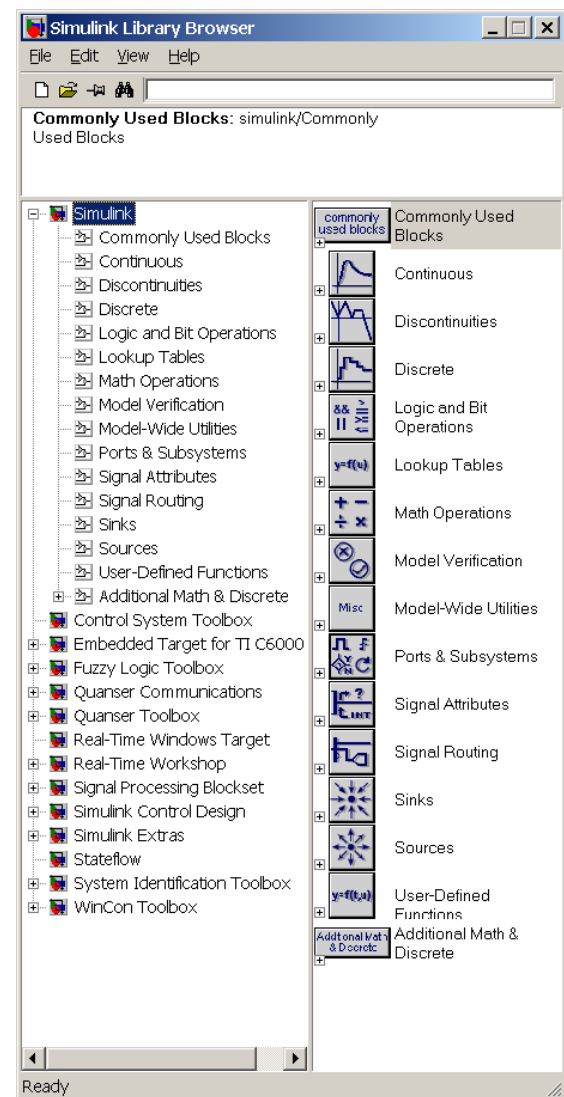 Simulink Library Browser
File Edit View Help
Commonly Used Blocks: simulink/Commonly
Used Blocks
Simulink
Commonly Used Blocks
Continuous
Discontinuities
Discrete
Logic and Bit Operations
Lookup Tables
Math Operations
Model Verification
Model-Wide Utilities
Ports & Subsystems
Signal Attributes
Signal Routing
Sinks
Sources
User-Defined Functions
Additional Math & Discrete
Control System Toolbox
Embedded Target for TI C6000
Fuzzy Logic Toolbox
Quanser Communications
Quanser Toolbox
Real-Time Windows Target
Real-Time Workshop
Signal Processing Blockset
Simulink Control Design
Simulink Extras
Stateflow
System Identification Toolbox
WinCon Toolbox
commonly
used blocks
Commonly Used
Blocks
Continuous
Discontinuities
Discrete
Logic and Bit
Operations
y=f(u)
Lookup Tables
Math Operations
Model Verification
Misc
Model-Wide Utilities
Ports & Subsystems
Signal Attributes
Signal Routing
Sinks
Sources
y=f(t,u)
User-Defined
Functions
Additional Math
& Discrete
Additional Math &
Discrete
Ready